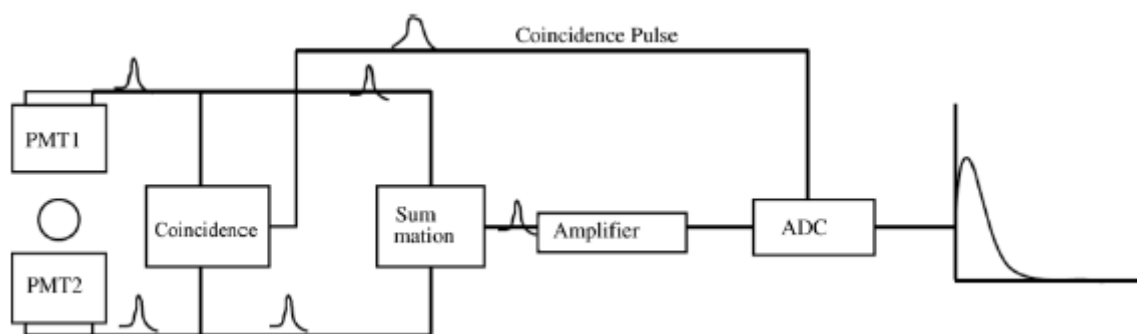 Coincidence Pulse
PMT1
Coincidence
Sum
mation
Amplifier
ADC
PMT2